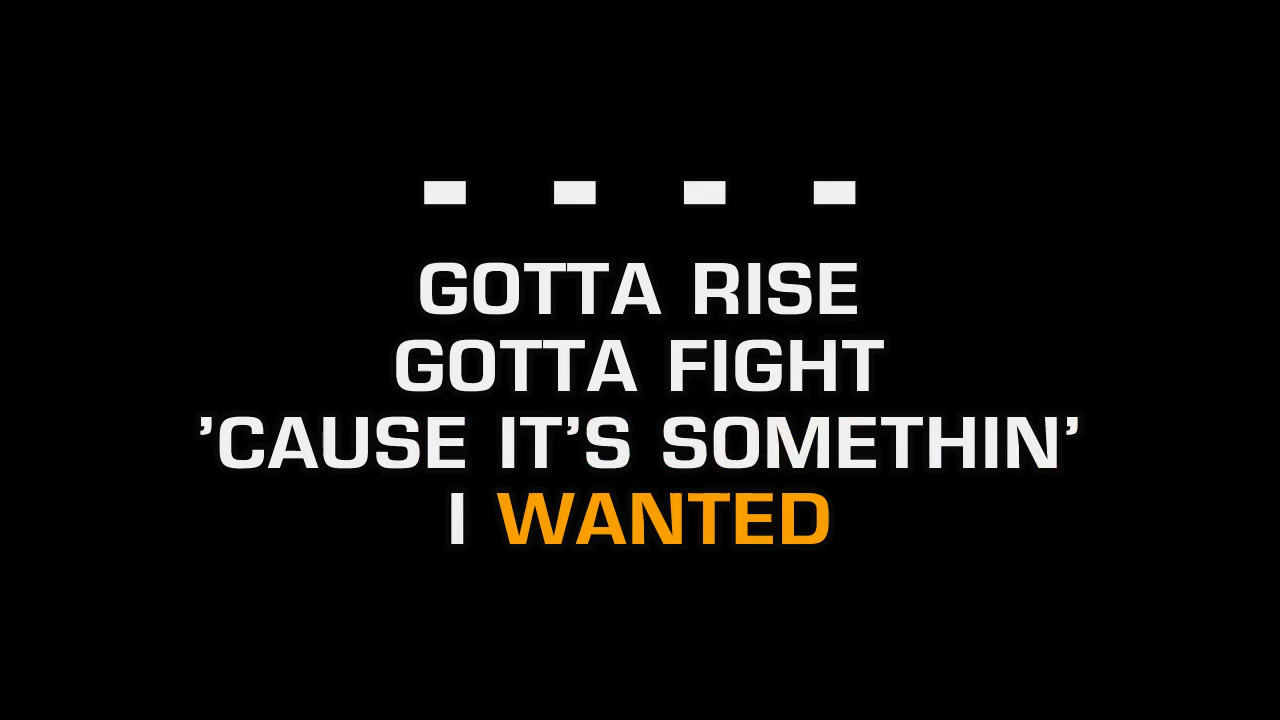 - - - -
GOTTA RISE
GOTTA FIGHT
’CAUSE IT’S SOMETHIN’
I WANTED